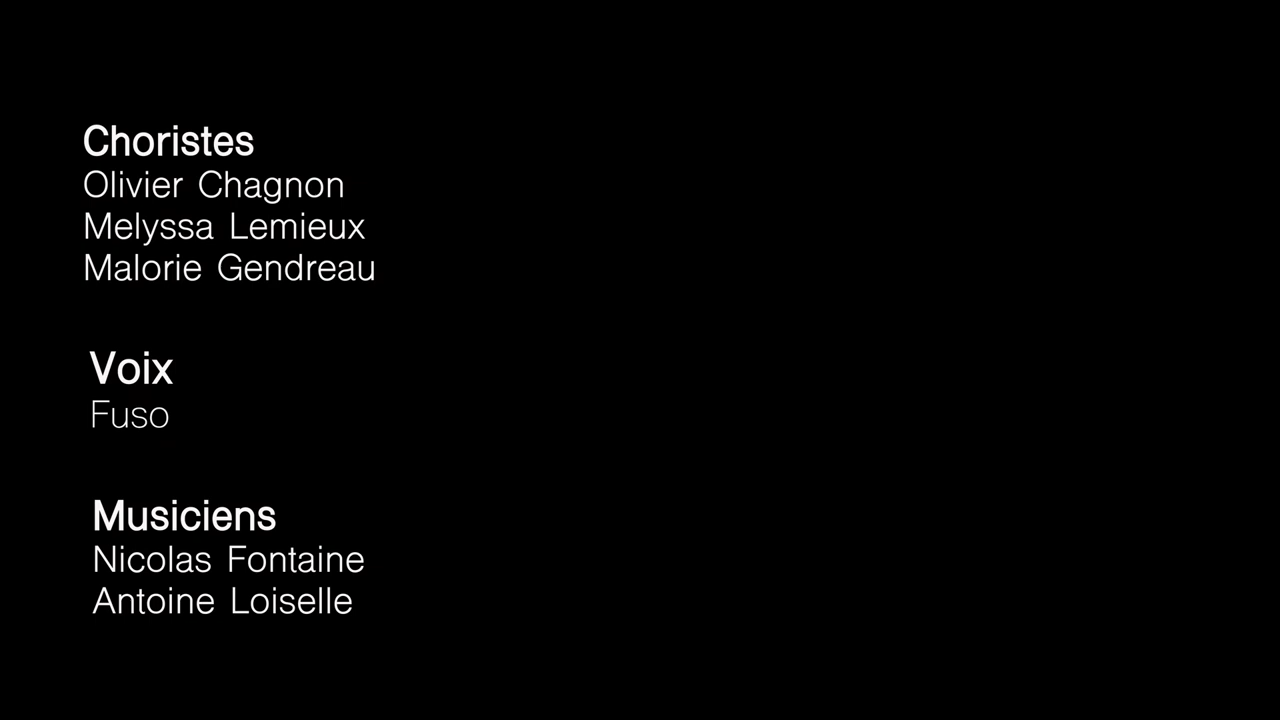 Choristes
Olivier Chagnon
Melyssa Lemieux
Malorie Gendreau
Voix
Fuso
Musiciens
Nicolas Fontaine
Antoine Loiselle